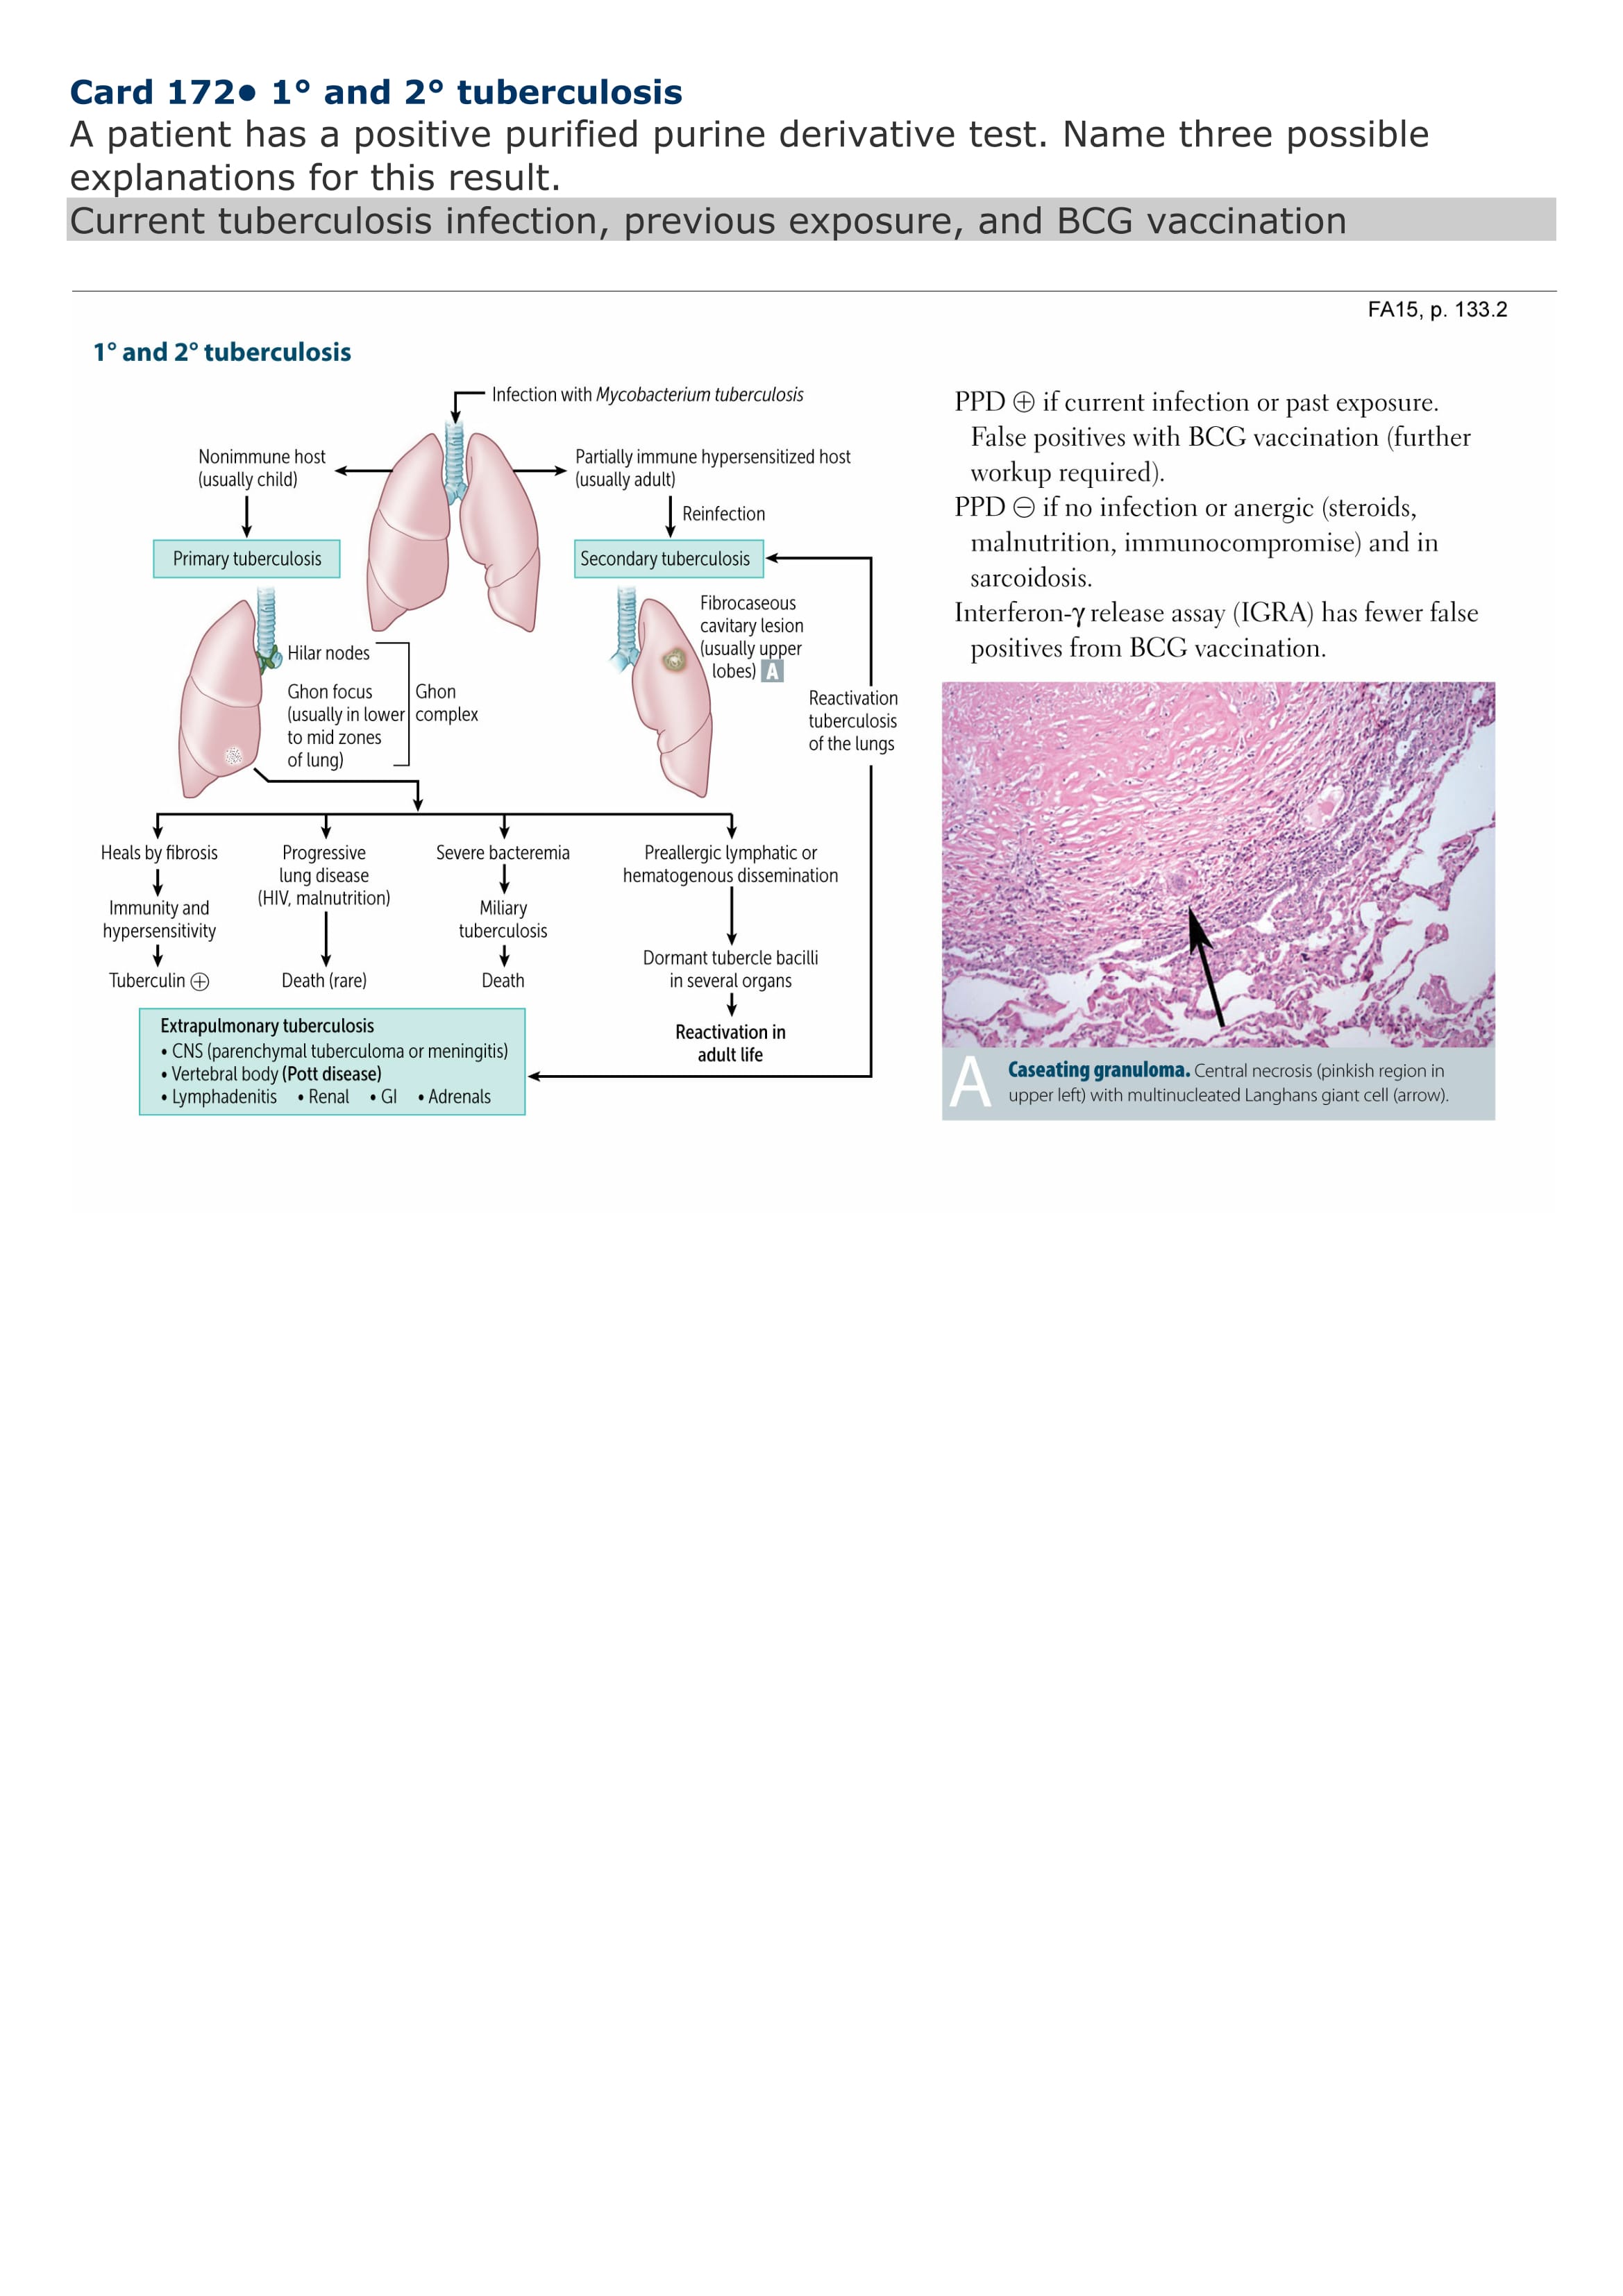 Card 172● 1° and 2° tuberculosis
A patient has a positive purified purine derivative test. Name three possible
explanations for this result.
Current tuberculosis infection, previous exposure, and BCG vaccination
FA15, p. 133.2
1° and 2° tuberculosis
Infection with Mycobacterium tuberculosis
Nonimmune host
(usually child)
Partially immune hypersensitized host
(usually adult)
Reinfection
Primary tuberculosis
Secondary tuberculosis
Hilar nodes
Ghon focus
(usually in lower
to mid zones
of lung)
Ghon
complex
Fibrocaseous
cavitary lesion
(usually upper
lobes) A
Reactivation
tuberculosis
of the lungs
Heals by fibrosis
Immunity and
hypersensitivity
Tuberculin ⊕
Progressive
lung disease
(HIV, malnutrition)
Death (rare)
Severe bacteremia
Miliary
tuberculosis
Death
Preallergic lymphatic or
hematogenous dissemination
Dormant tubercle bacilli
in several organs
Reactivation in
adult life
Extrapulmonary tuberculosis
• CNS (parenchymal tuberculoma or meningitis)
• Vertebral body (Pott disease)
• Lymphadenitis • Renal • GI • Adrenals
PPD ⊕ if current infection or past exposure.
False positives with BCG vaccination (further
workup required).
PPD ⊖ if no infection or anergic (steroids,
malnutrition, immunocompromise) and in
sarcoidosis.
Interferon-γ release assay (IGRA) has fewer false
positives from BCG vaccination.
A
Caseating granuloma. Central necrosis (pinkish region in
upper left) with multinucleated Langhans giant cell (arrow).